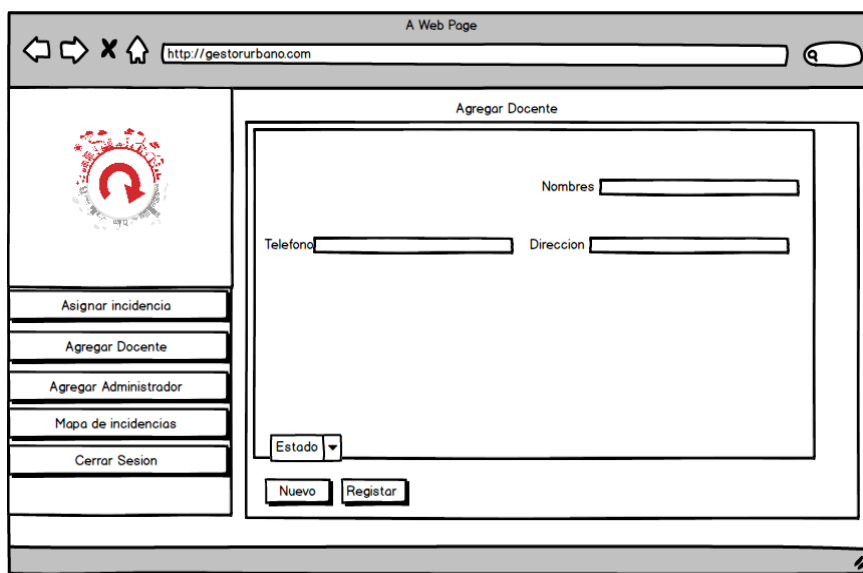 A Web Page
http://gestorurbano.com
Agregar Docente
Nombres
Telefono
Direccion
Asignar incidencia
Agregar Docente
Agregar Administrador
Mapa de incidencias
Cerrar Sesion
Estado
Nuevo
Registar